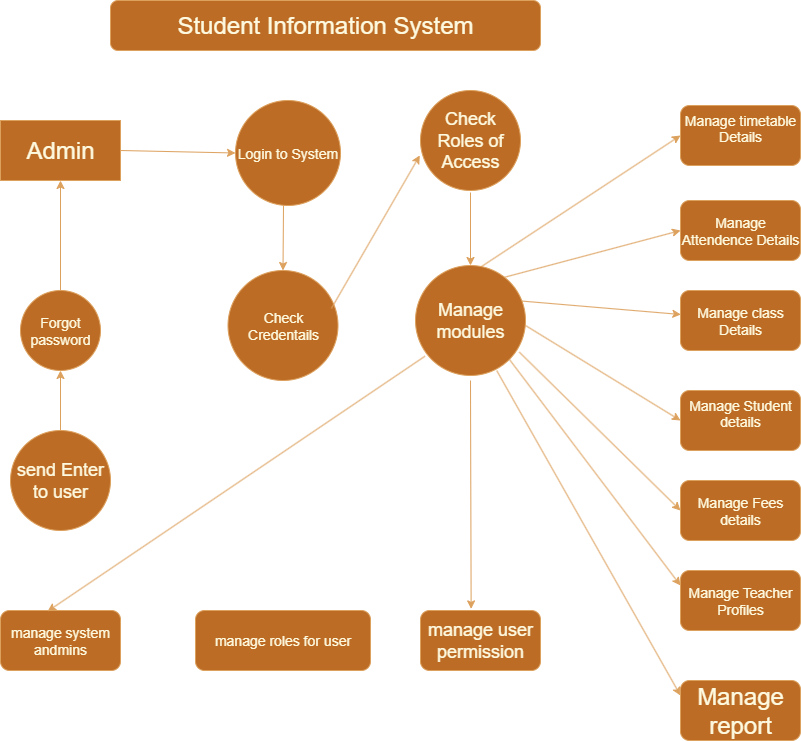 Student Information System
Admin
Login to System
Check
Roles of
Access
Manage timetable
Details
Manage
Attendence Details
Forgot
password
Check
Credentails
Manage
modules
Manage class
Details
Manage Student
details
send Enter
to user
Manage Fees
details
Manage Teacher
Profiles
manage system
andmins
manage roles for user
manage user
permission
Manage
report